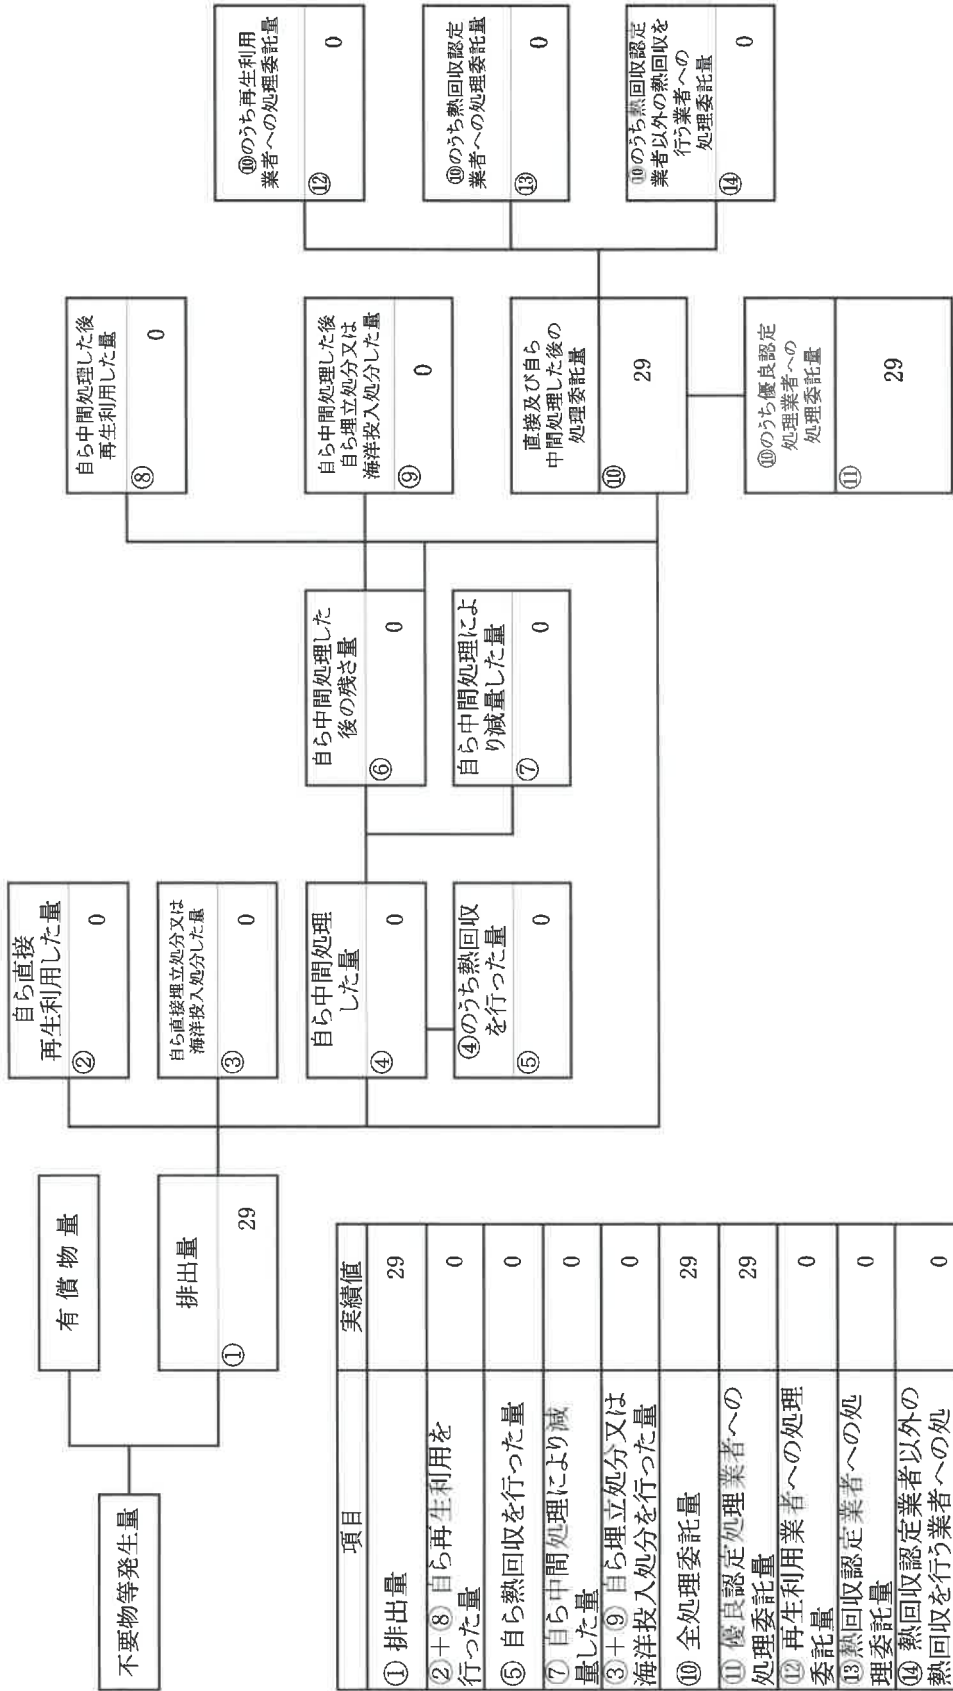 不要物等発生量
有償物量
排出量
①
29
自ら直接
再生利用した量
②
0
自ら直接埋立処分又は
海洋投入処分した量
③
0
自ら中間処理
した量
④
0
④のうち熱回収
を行った量
⑤
0
自ら中間処理した
後の残さ量
⑥
0
自ら中間処理によ
り減量した量
⑦
0
自ら中間処理した後
再生利用した量
⑧
0
自ら中間処理した後
自ら埋立処分又は
海洋投入処分した量
⑨
0
直接及び自ら
中間処理した後の
処理委託量
⑩
29
⑩のうち優良認定
処理業者への
処理委託量
⑪
29
⑩のうち再生利用
業者への処理委託量
⑫
0
⑩のうち熱回収認定
業者への処理委託量
⑬
0
⑩のうち熱回収認定
業者以外の熱回収を
行う業者への
処理委託量
⑭
0
項目 実績値
①排出量 29
②+⑧自ら再生利用を
行った量 0
⑤自ら熱回収を行った量 0
⑦自ら中間処理により減
量した量 0
③+⑨自ら埋立処分又は
海洋投入処分を行った量 0
⑩全処理委託量 29
⑪優良認定処理業者への
処理委託量 29
⑫再生利用業者への処理
委託量 0
⑬熱回収認定業者への処
理委託量 0
⑭熱回収認定業者以外の
熱回収を行う業者への処 0